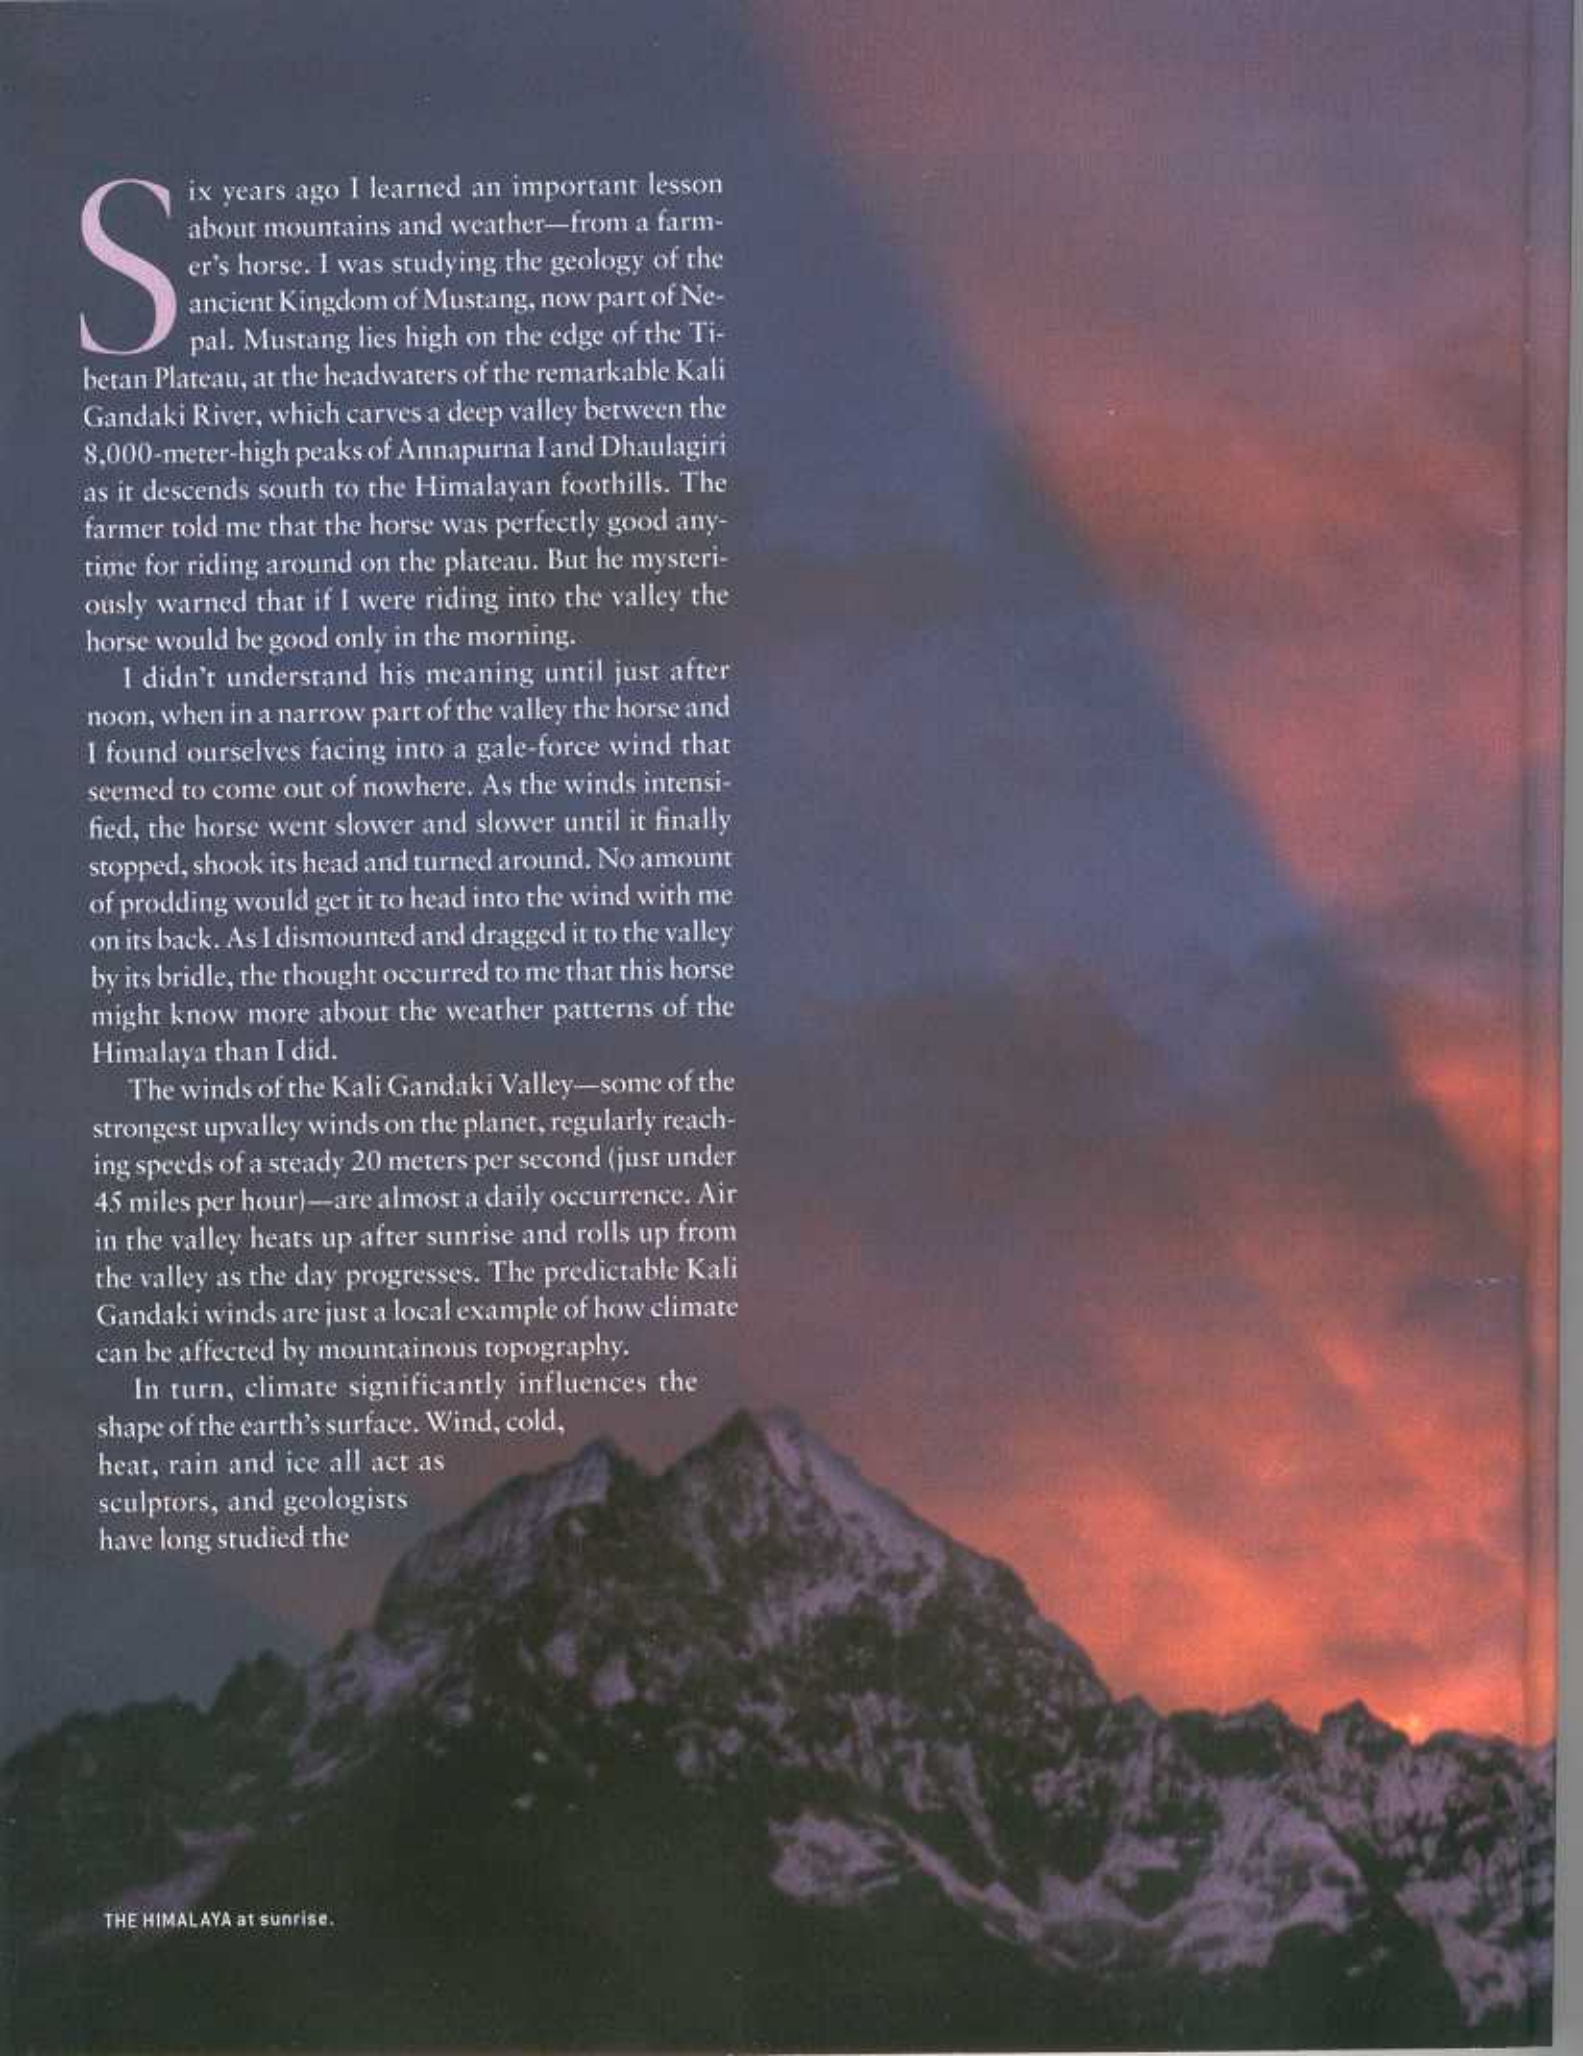 Six years ago I learned an important lesson
about mountains and weather—from a farm-
er's horse. I was studying the geology of the
ancient Kingdom of Mustang, now part of Ne-
pal. Mustang lies high on the edge of the Ti-
betan Plateau, at the headwaters of the remarkable Kali
Gandaki River, which carves a deep valley between the
8,000-meter-high peaks of Annapurna I and Dhaulagiri
as it descends south to the Himalayan foothills. The
farmer told me that the horse was perfectly good any-
time for riding around on the plateau. But he mysteri-
ously warned that if I were riding into the valley the
horse would be good only in the morning.
I didn't understand his meaning until just after
noon, when in a narrow part of the valley the horse and
I found ourselves facing into a gale-force wind that
seemed to come out of nowhere. As the winds intensi-
fied, the horse went slower and slower until it finally
stopped, shook its head and turned around. No amount
of prodding would get it to head into the wind with me
on its back. As I dismounted and dragged it to the valley
by its bridle, the thought occurred to me that this horse
might know more about the weather patterns of the
Himalaya than I did.
The winds of the Kali Gandaki Valley—some of the
strongest upvalley winds on the planet, regularly reach-
ing speeds of a steady 20 meters per second (just under
45 miles per hour)—are almost a daily occurrence. Air
in the valley heats up after sunrise and rolls up from
the valley as the day progresses. The predictable Kali
Gandaki winds are just a local example of how climate
can be affected by mountainous topography.
In turn, climate significantly influences the
shape of the earth's surface. Wind, cold,
heat, rain and ice all act as
sculptors, and geologists
have long studied the
THE HIMALAYA at sunrise.